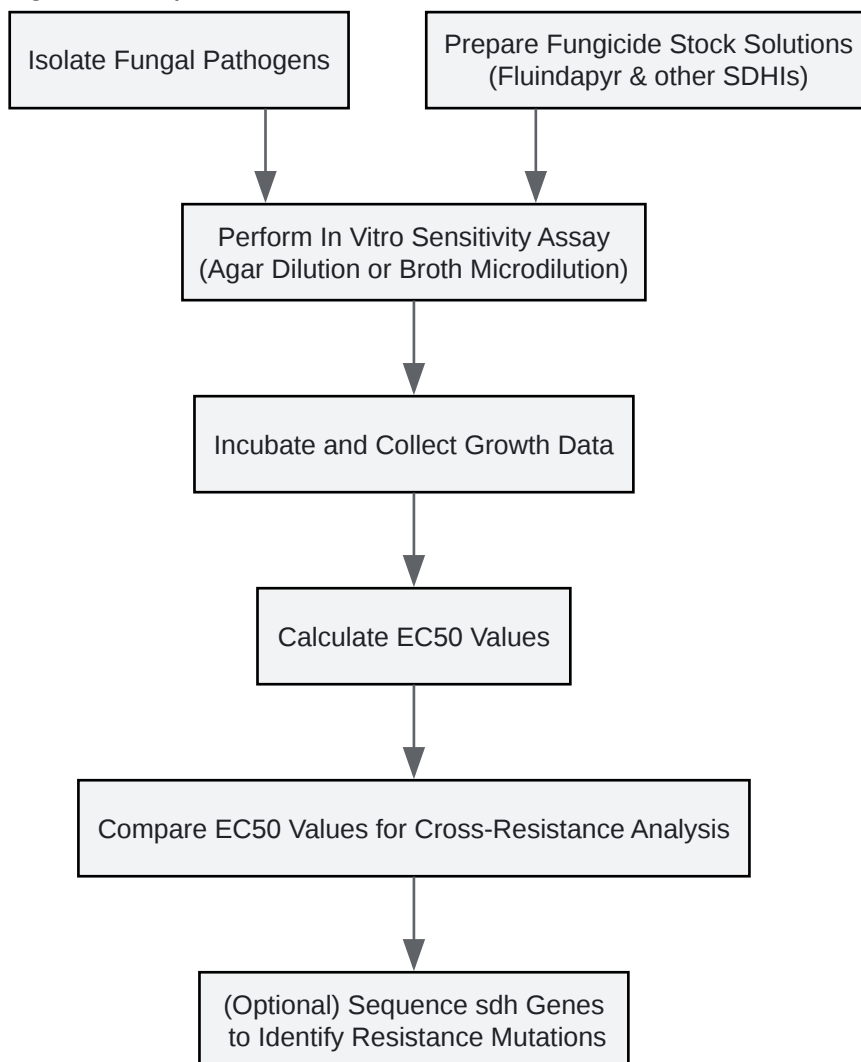 Isolate Fungal Pathogens
Prepare Fungicide Stock Solutions
(Fluindapyr & other SDHIs)
Perform In Vitro Sensitivity Assay
(Agar Dilution or Broth Microdilution)
Incubate and Collect Growth Data
Calculate EC50 Values
Compare EC50 Values for Cross-Resistance Analysis
(Optional) Sequence sdh Genes
to Identify Resistance Mutations